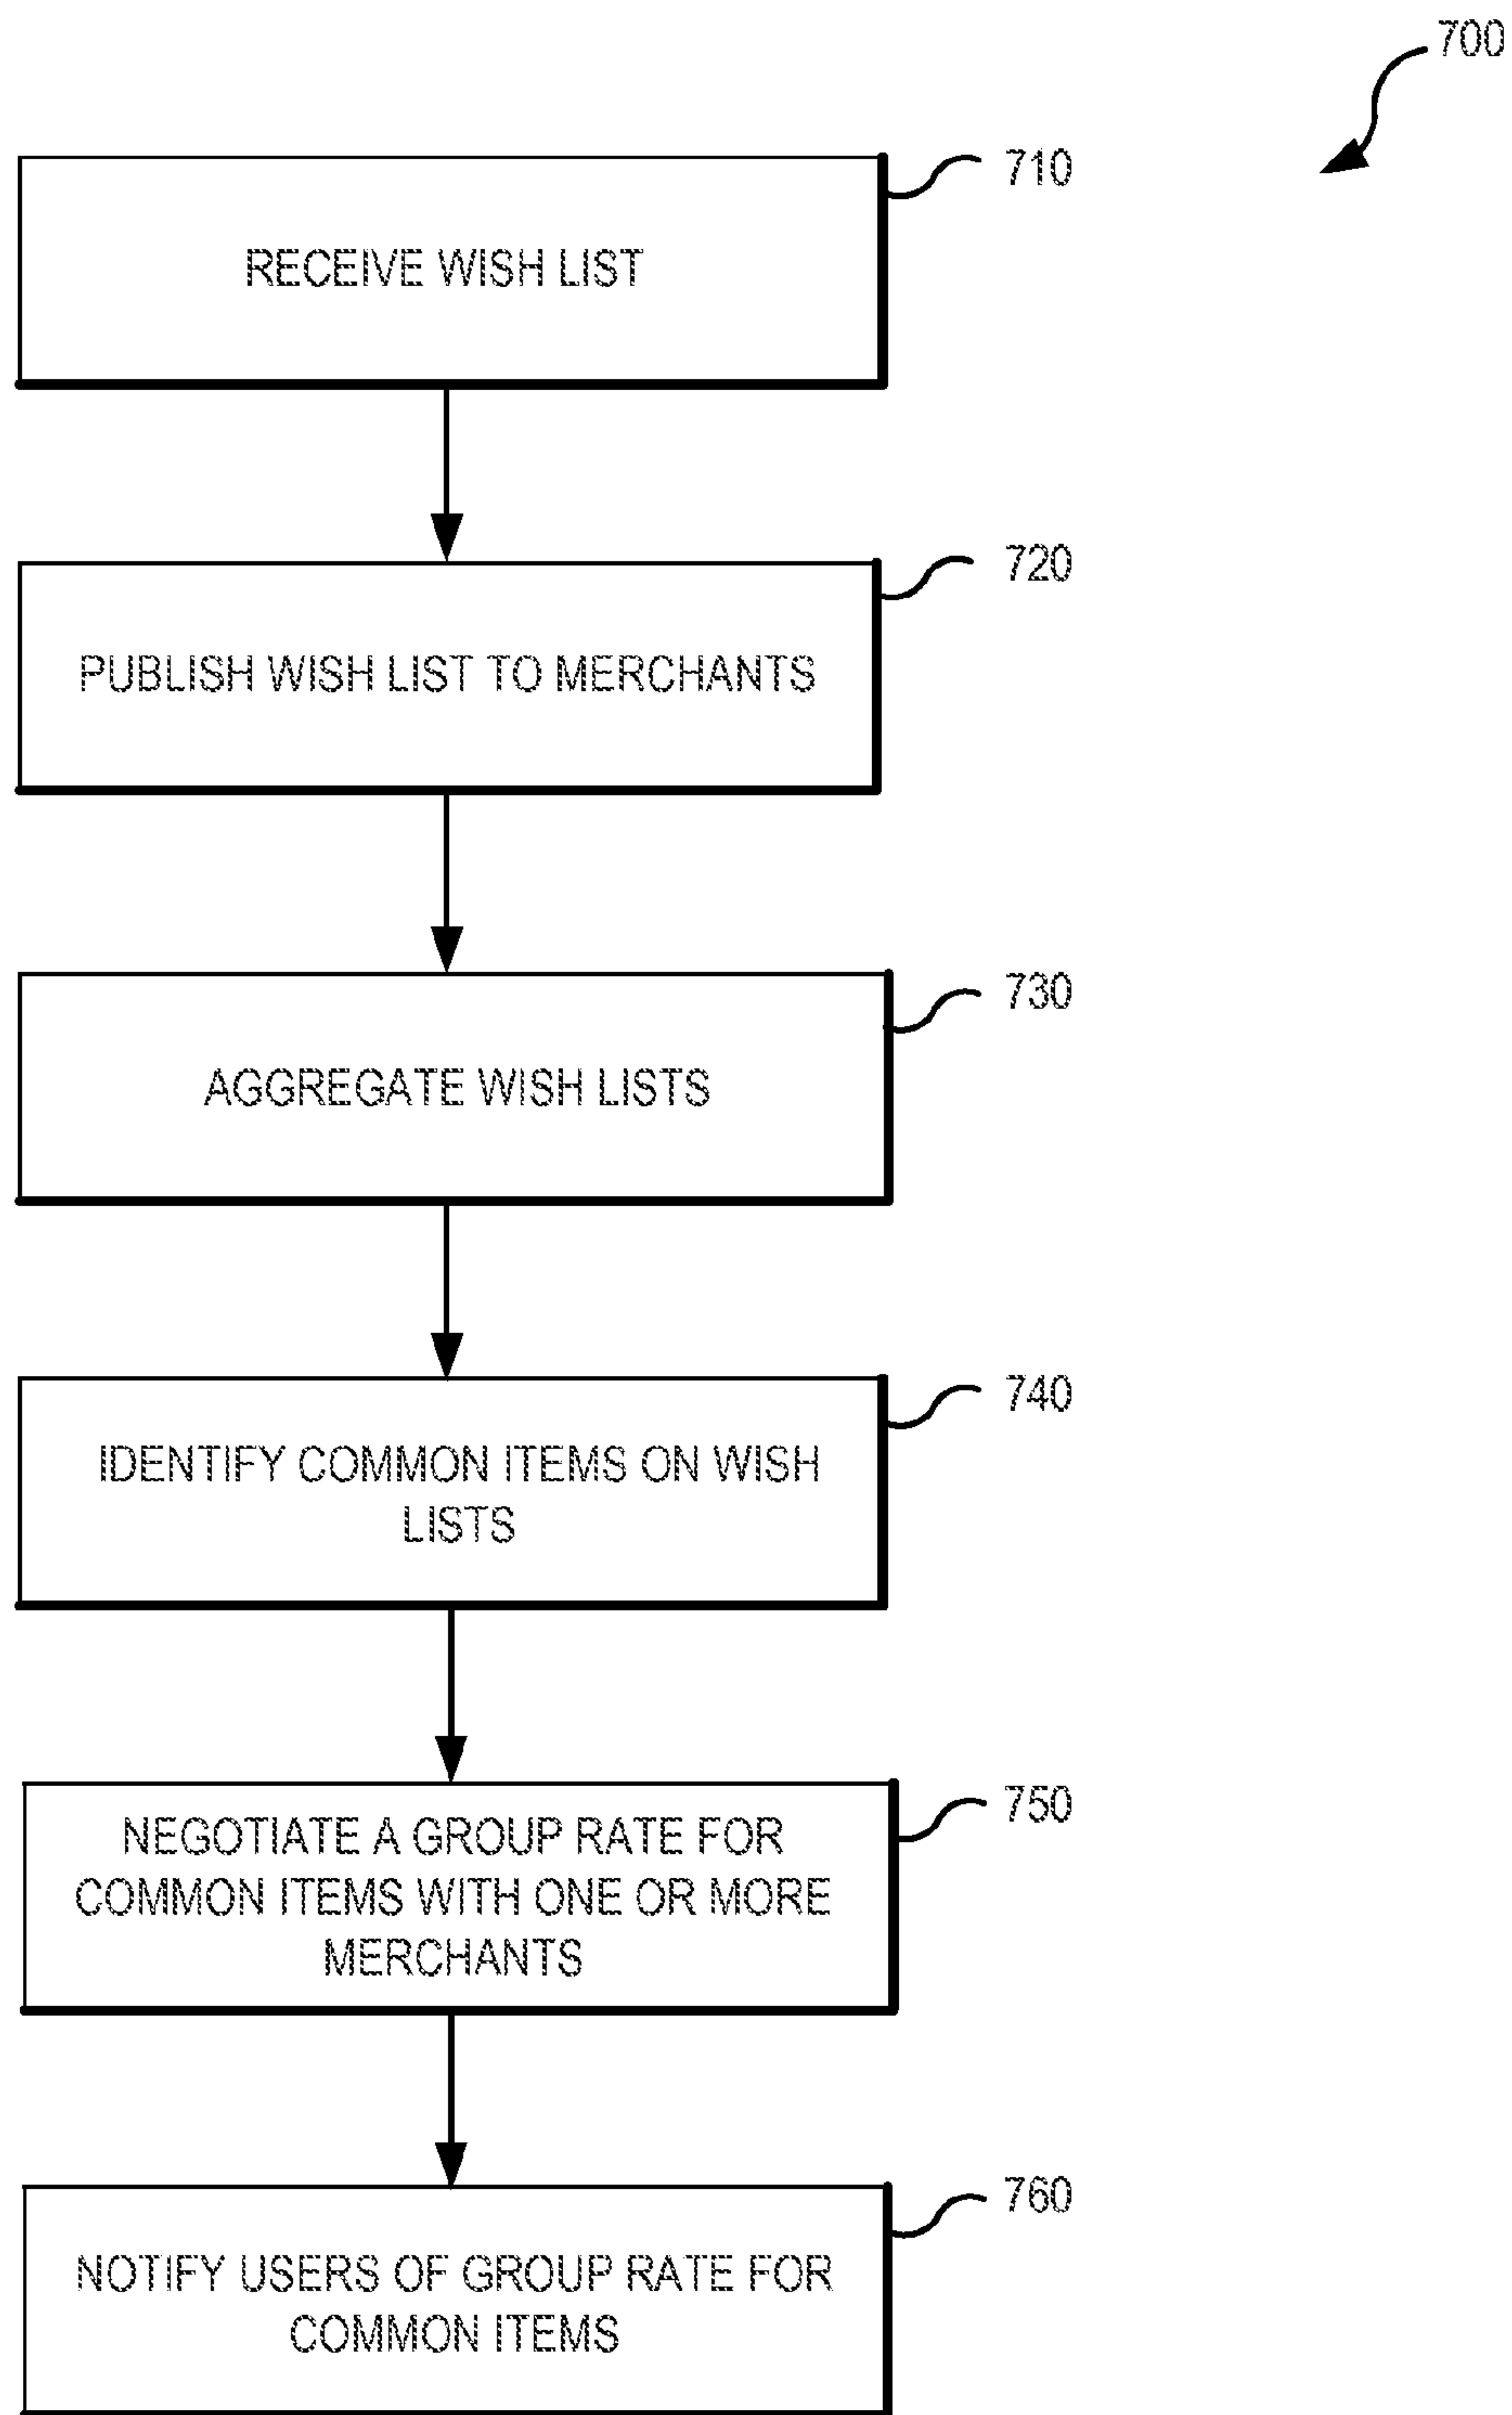 700
710
RECEIVE WISH LIST
720
PUBLISH WISH LIST TO MERCHANTS
730
AGGREGATE WISH LISTS
740
IDENTIFY COMMON ITEMS ON WISH
LISTS
750
NEGOTIATE A GROUP RATE FOR
COMMON ITEMS WITH ONE OR MORE
MERCHANTS
760
NOTIFY USERS OF GROUP RATE FOR
COMMON ITEMS